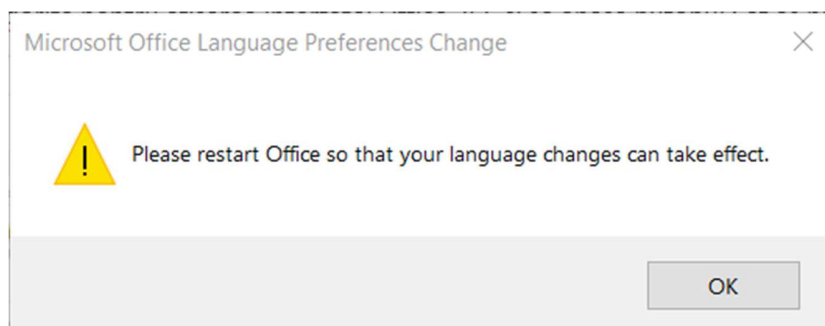 Microsoft Office Language Preferences Change
Please restart Office so that your language changes can take effect.
OK